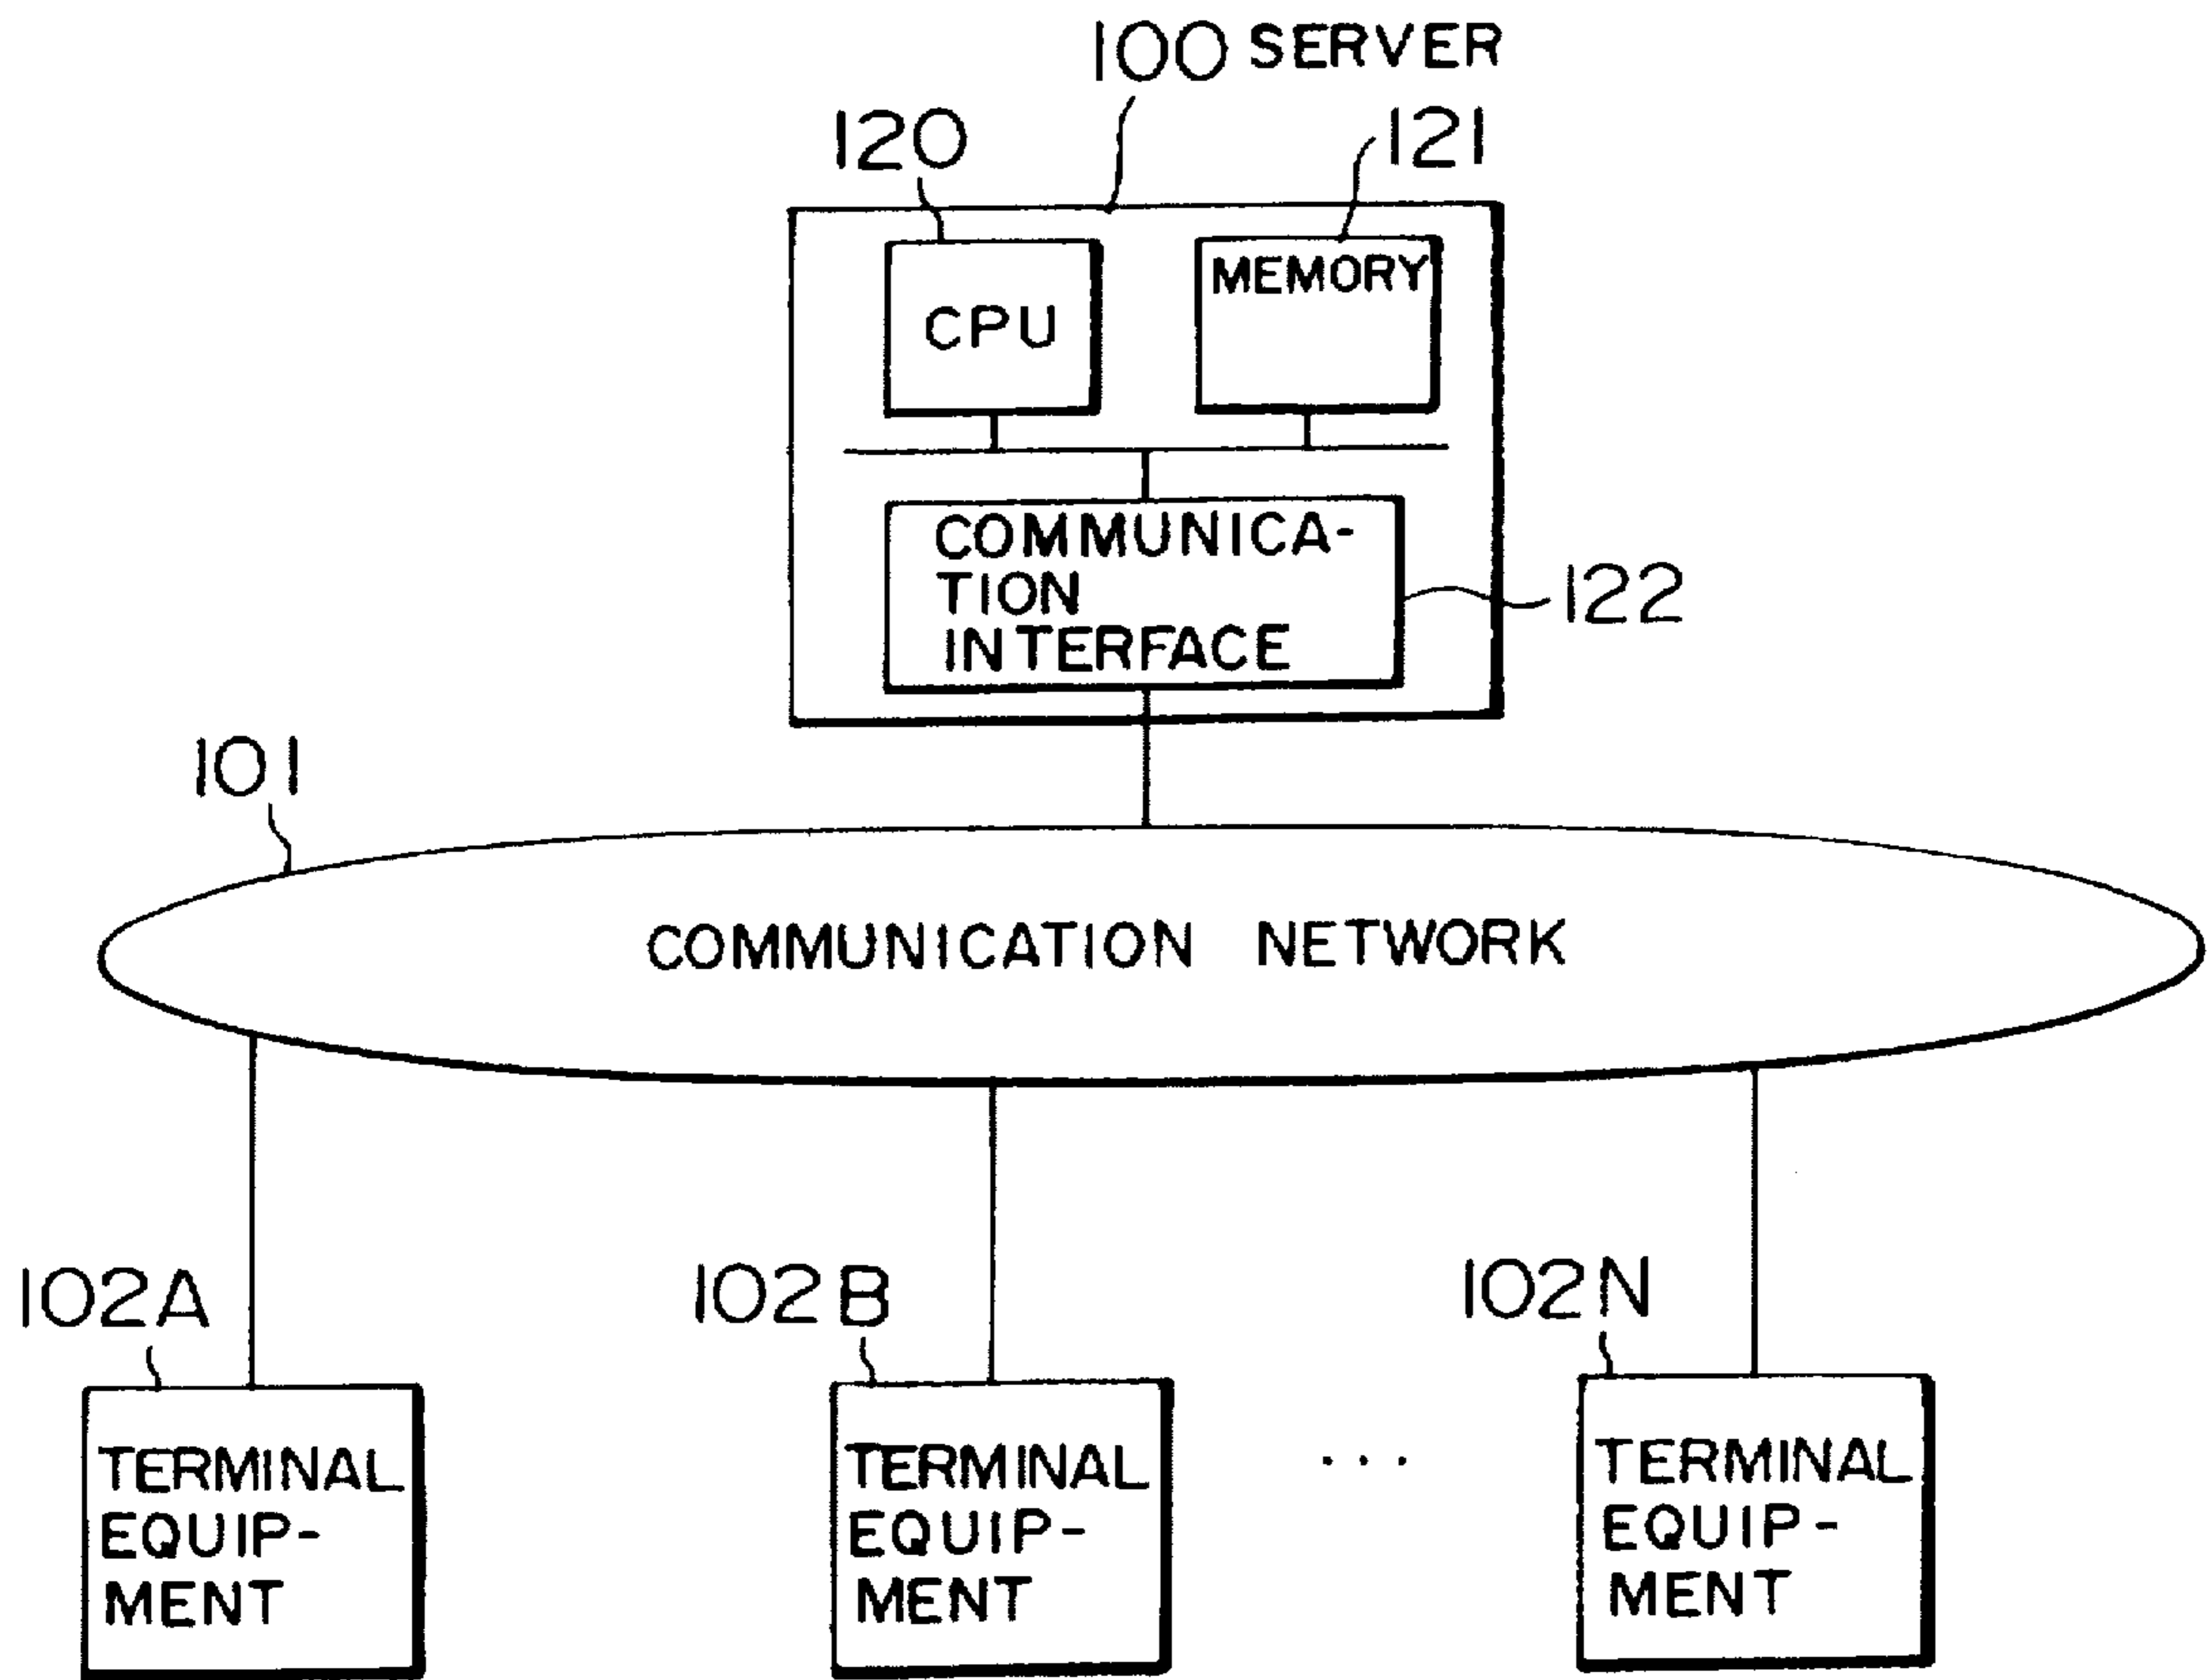 100 SERVER
120
121
CPU
MEMORY
COMMUNICA-
TION
INTERFACE
122
101
COMMUNICATION NETWORK
102A
102B
102N
TERMINAL
EQUIP-
MENT
TERMINAL
EQUIP-
MENT
...
TERMINAL
EQUIP-
MENT